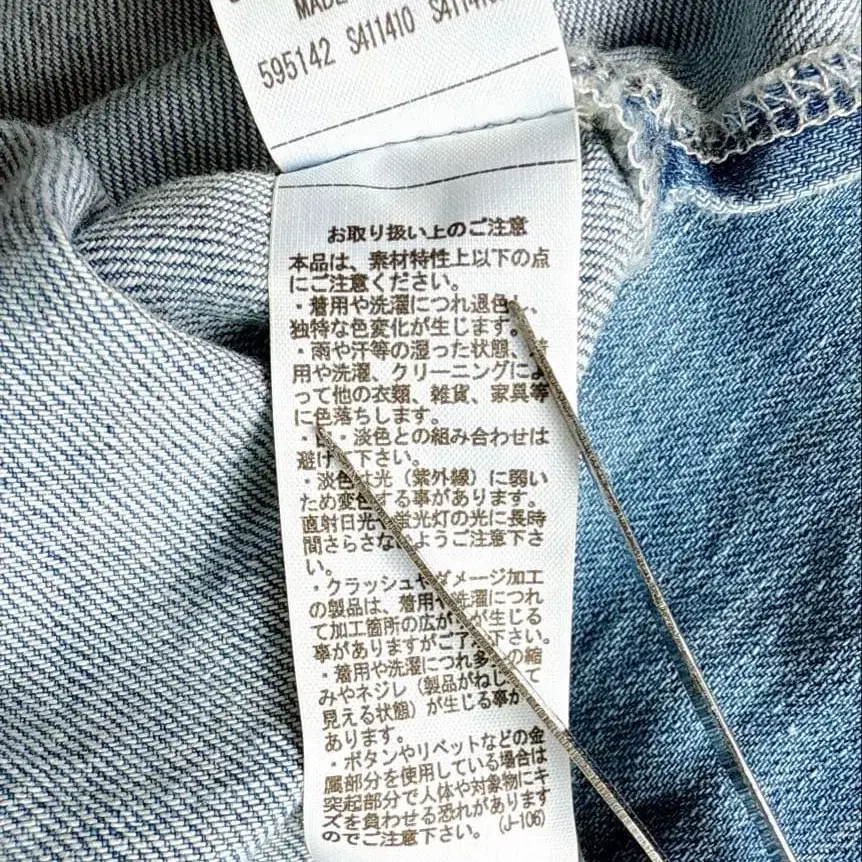 MADE
595142 S411410 S41141
お取り扱い上のご注意
本品は、素材特性上以下の点
にご注意ください。
・着用や洗濯につれ退色し、
独特な色変化が生じます。
・雨や汗等の湿った状態、着
用や洗濯、クリーニングによ
って他の衣類、雑貨、家具等
に色落ちします。
・白・淡色との組み合わせは
避けて下さい。
・淡色は光（紫外線）に弱い
ため変色する事があります。
直射日光や蛍光灯の光に長時
間さらさないようご注意下さ
い。
・クラッシュやダメージ加工
の製品は、着用や洗濯につれ
て加工箇所の広がりが生じる
事がありますがご了承下さい。
・着用や洗濯につれ多少の縮
みやネジレ（製品がねじれて
見える状態）が生じる事が
あります。
・ボタンやリベットなどの金
属部分を使用している場合は
突起部分で人体や対象物にキ
ズを負わせる恐れがあります
のでご注意下さい。（J-106）